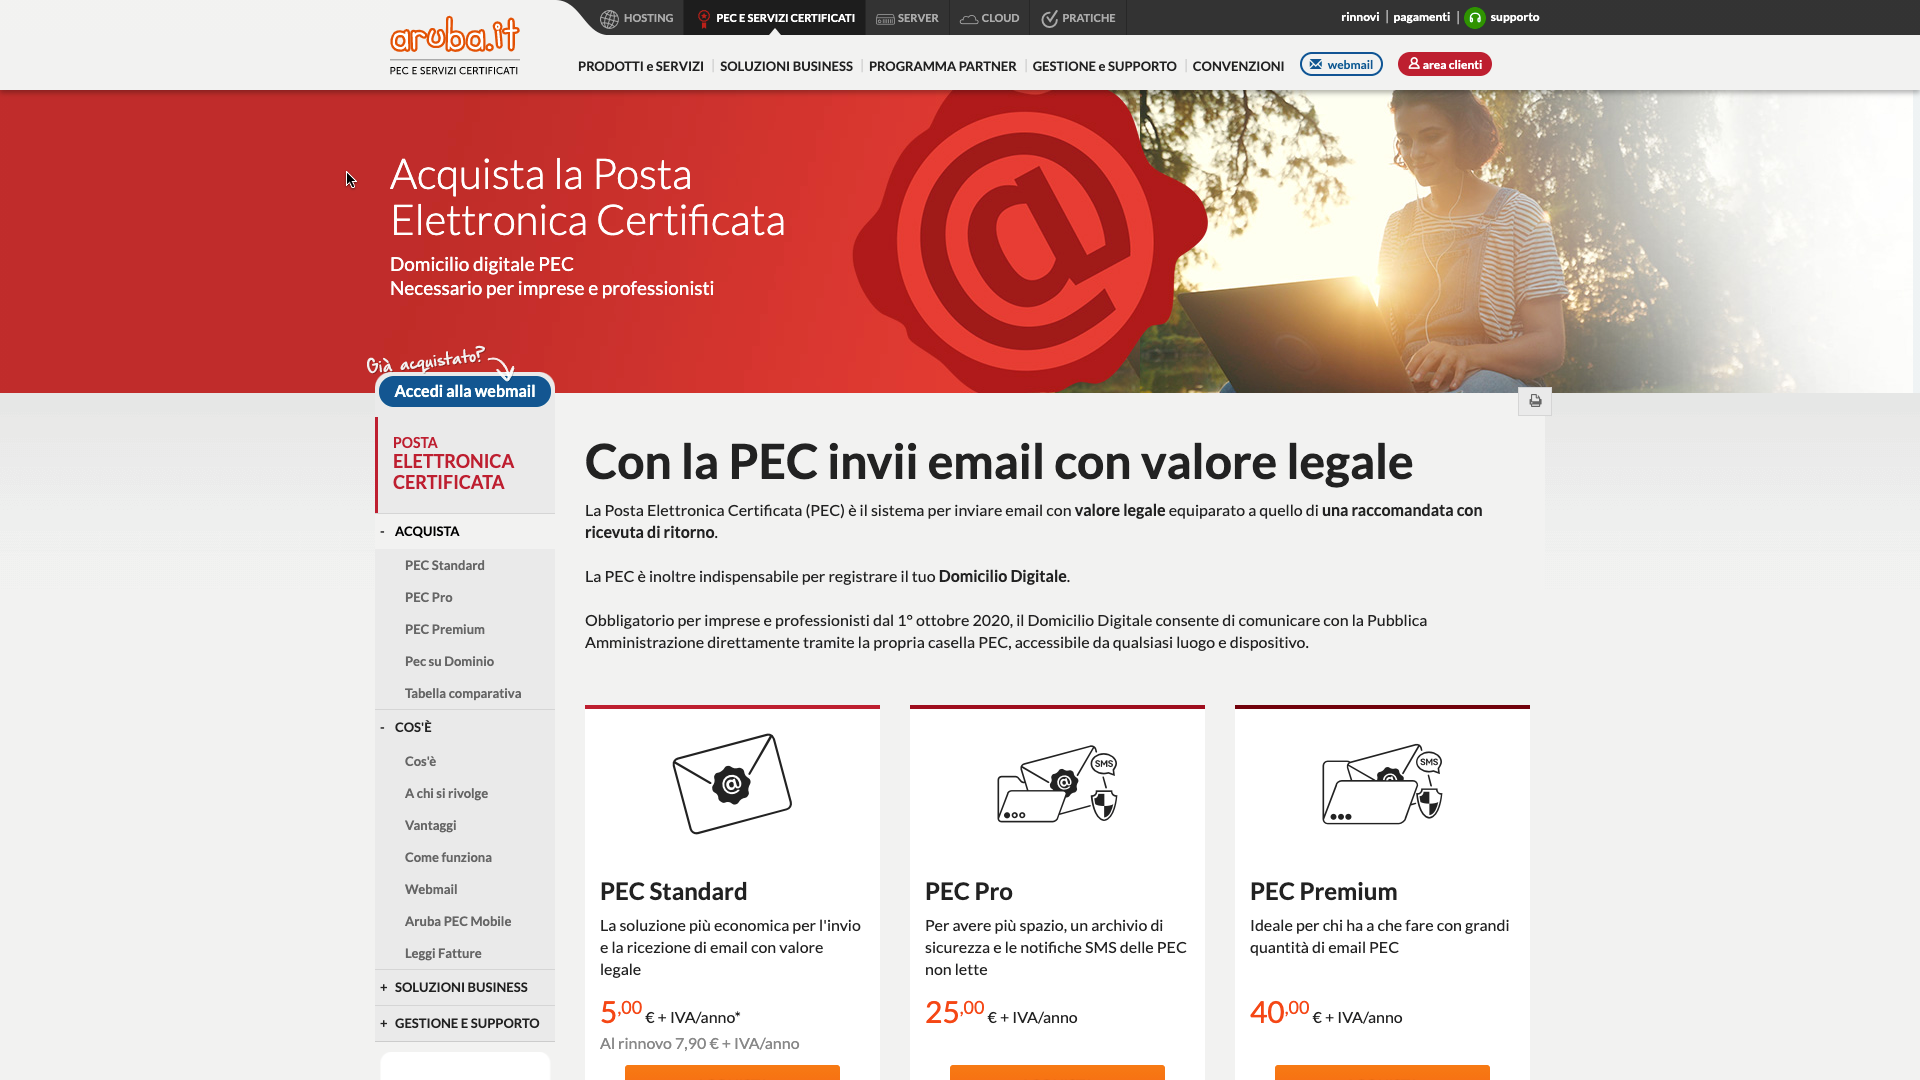 HOSTING
PEC E SERVIZI CERTIFICATI
SERVER
CLOUD
PRATICHE
rinnovi | pagamenti | supporto
aruba.it
PEC E SERVIZI CERTIFICATI
PRODOTTI e SERVIZI
SOLUZIONI BUSINESS
PROGRAMMA PARTNER
GESTIONE e SUPPORTO
CONVENZIONI
webmail
area clienti
Acquista la Posta
Elettronica Certificata
Domicilio digitale PEC
Necessario per imprese e professionisti
@
Già acquistato?
Accedi alla webmail
POSTA
ELETTRONICA
CERTIFICATA
- ACQUISTA
PEC Standard
PEC Pro
PEC Premium
Pec su Dominio
Tabella comparativa
- COS'È
Cos'è
A chi si rivolge
Vantaggi
Come funziona
Webmail
Aruba PEC Mobile
Leggi Fatture
+ SOLUZIONI BUSINESS
+ GESTIONE E SUPPORTO
Con la PEC invii email con valore legale
La Posta Elettronica Certificata (PEC) è il sistema per inviare email con valore legale equiparato a quello di una raccomandata con
ricevuta di ritorno.
La PEC è inoltre indispensabile per registrare il tuo Domicilio Digitale.
Obbligatorio per imprese e professionisti dal 1° ottobre 2020, il Domicilio Digitale consente di comunicare con la Pubblica
Amministrazione direttamente tramite la propria casella PEC, accessibile da qualsiasi luogo e dispositivo.
@
PEC Standard
La soluzione più economica per l'invio
e la ricezione di email con valore
legale
5,00 € + IVA/anno*
Al rinnovo 7,90 € + IVA/anno
@
SMS
PEC Pro
Per avere più spazio, un archivio di
sicurezza e le notifiche SMS delle PEC
non lette
25,00 € + IVA/anno
@
SMS
PEC Premium
Ideale per chi ha a che fare con grandi
quantità di email PEC
40,00 € + IVA/anno